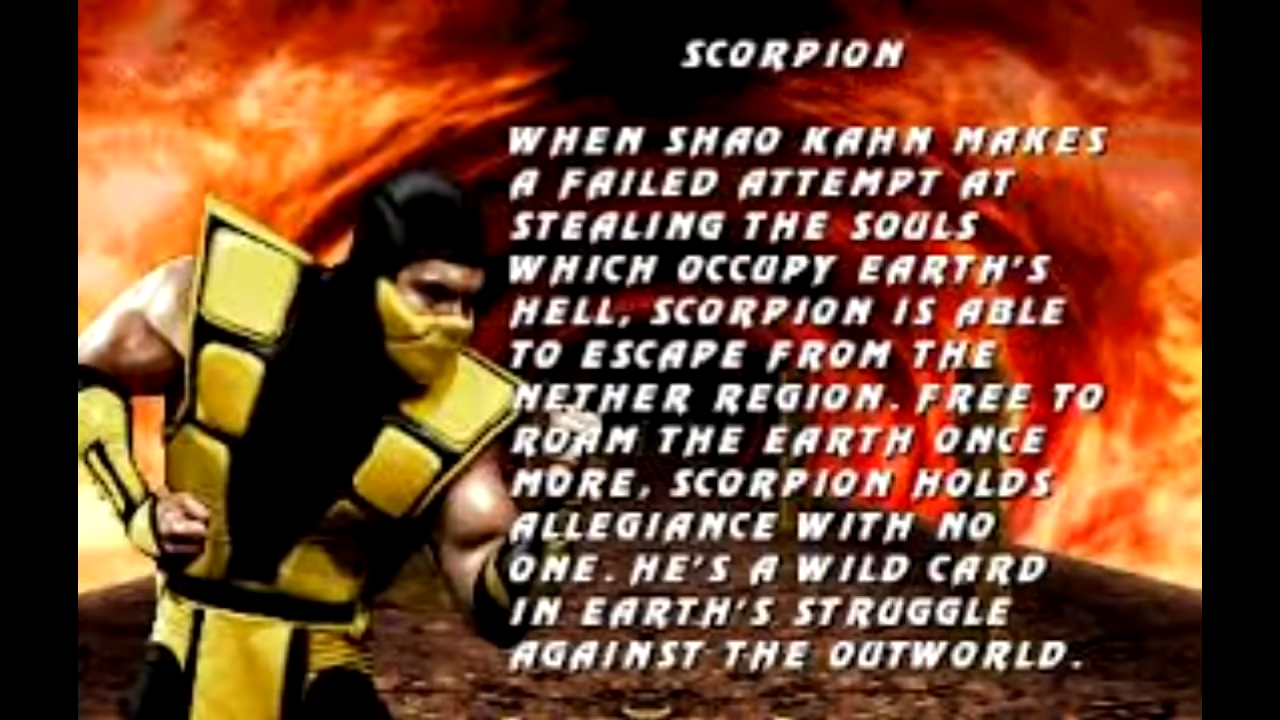 SCORPION
WHEN SHAO KAHN MAKES
A FAILED ATTEMPT AT
STEALING THE SOULS
WHICH OCCUPY EARTH'S
HELL, SCORPION IS ABLE
TO ESCAPE FROM THE
NETHER REGION. FREE TO
ROAM THE EARTH ONCE
MORE, SCORPION HOLDS
ALLEGIANCE WITH NO
ONE. HE'S A WILD CARD
IN EARTH'S STRUGGLE
AGAINST THE OUTWORLD.